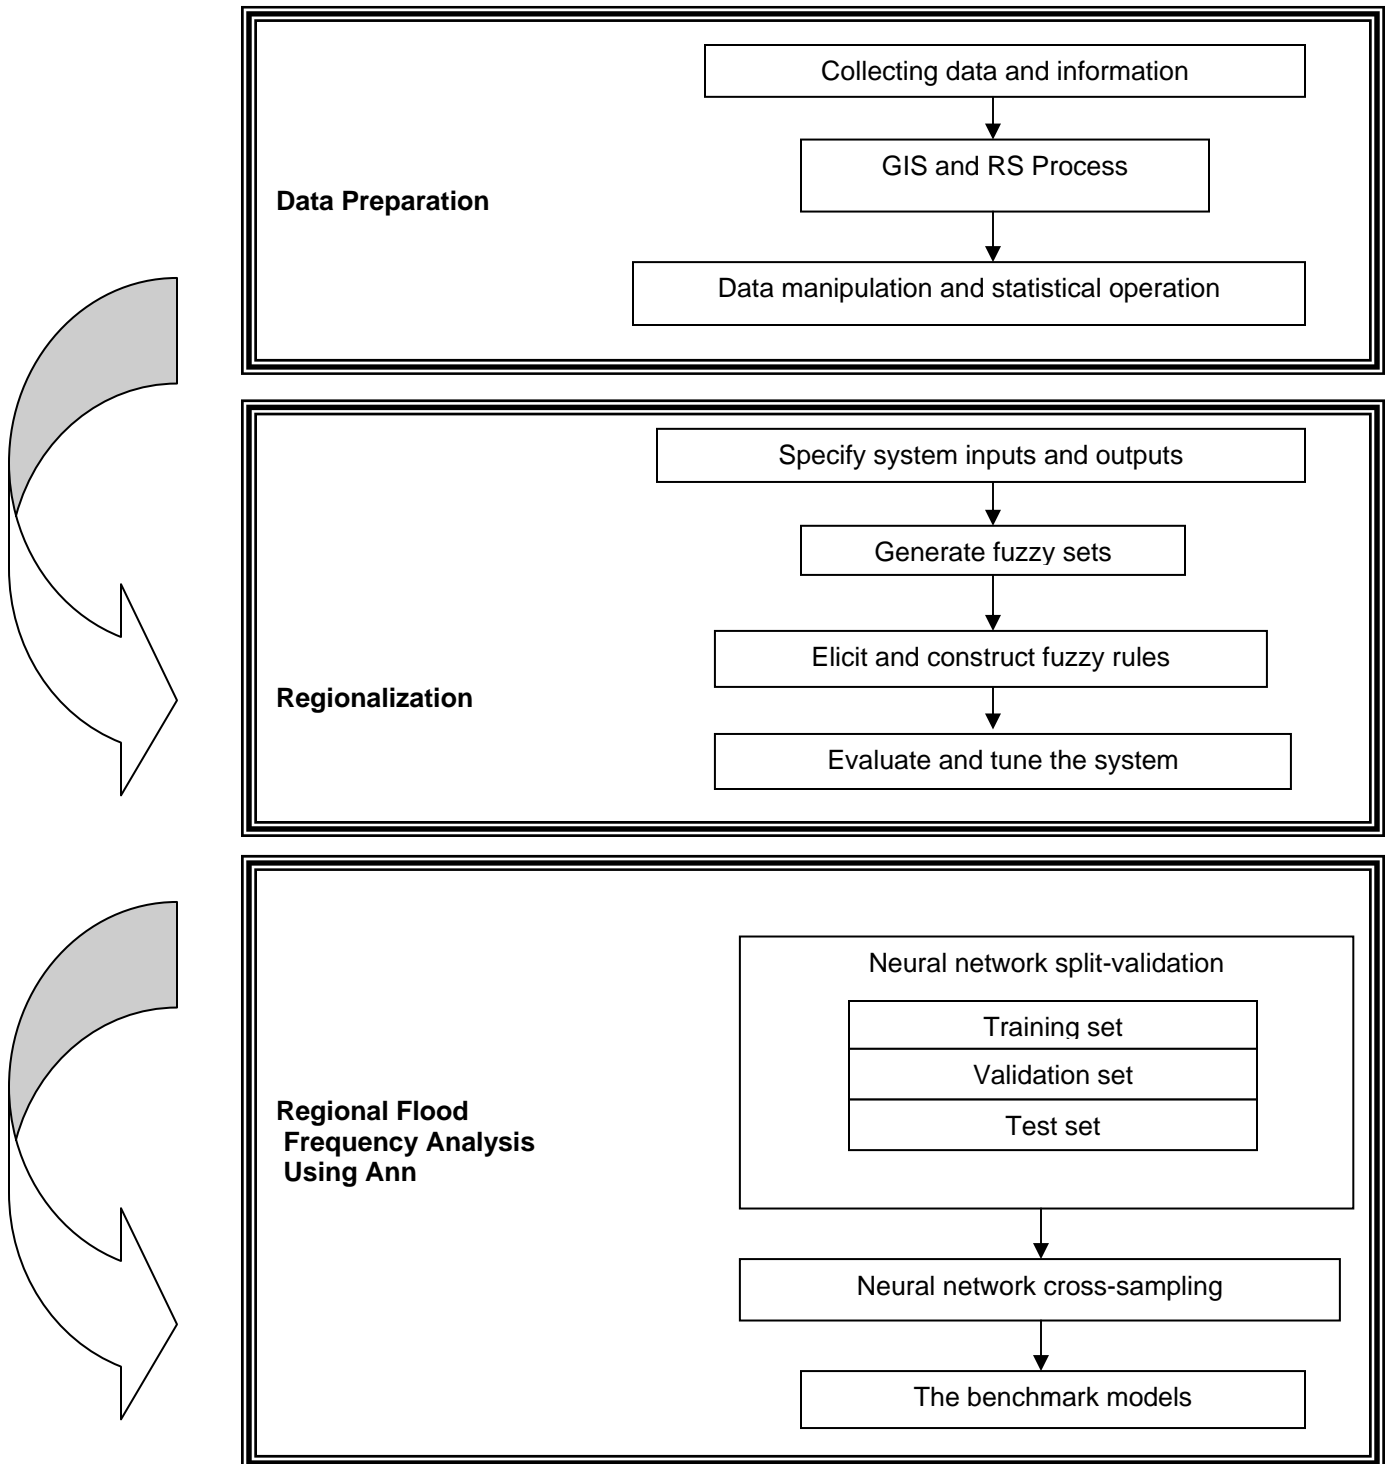 Collecting data and information
GIS and RS Process
Data Preparation
Data manipulation and statistical operation
Specify system inputs and outputs
Generate fuzzy sets
Elicit and construct fuzzy rules
Regionalization
Evaluate and tune the system
Neural network split-validation
Training set
Validation set
Test set
Regional Flood
Frequency Analysis
Using Ann
Neural network cross-sampling
The benchmark models